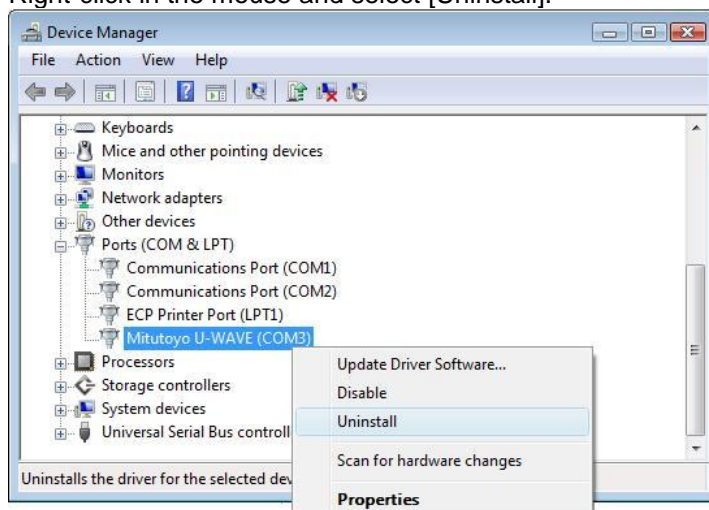 Right-click in the mouse and select [Uninstall].
Device Manager
File Action View Help
Keyboards
Mice and other pointing devices
Monitors
Network adapters
Other devices
Ports (COM & LPT)
Communications Port (COM1)
Communications Port (COM2)
ECP Printer Port (LPT1)
Mitutoyo U-WAVE (COM3)
Processors
Storage controllers
System devices
Universal Serial Bus controll
Update Driver Software...
Disable
Uninstall
Scan for hardware changes
Properties
Uninstalls the driver for the selected dev